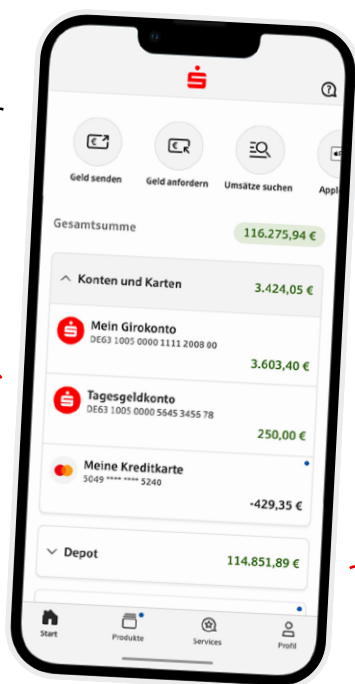 Geld senden
Geld anfordern
Umsätze suchen
Appl
Gesamtsumme
116.275,94 €
Konten und Karten
3.424,05 €
Mein Girokonto
DE63 1005 0000 1111 2008 00
3.603,40 €
Tagesgeldkonto
DE63 1005 0000 5645 3456 78
250,00 €
Meine Kreditkarte
5049 **** **** 5240
-429,35 €
Depot
114.851,89 €
Start
Produkte
Services
Profil